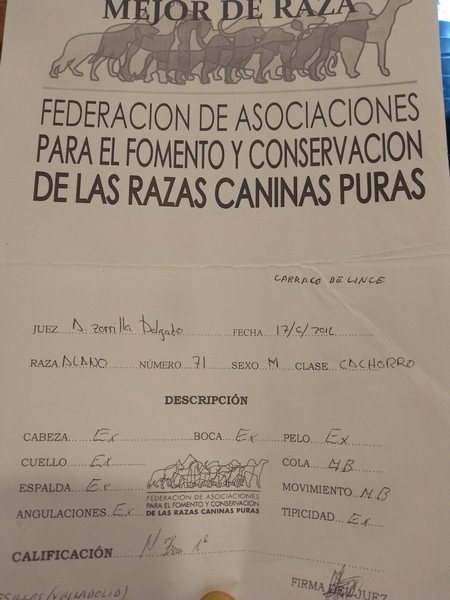 MEJOR DE RAZA
FEDERACION DE ASOCIACIONES
PARA EL FOMENTO Y CONSERVACION
DE LAS RAZAS CANINAS PURAS
CARRACO DE LINCE
JUEZ A. Zorrilla Delgado FECHA 17/6/2012
RAZA ALANO NÚMERO 71 SEXO M CLASE CACHORRO
DESCRIPCIÓN
CABEZA Ex BOCA Ex PELO Ex
CUELLO Ex COLA MB
ESPALDA Ex MOVIMIENTO M.B
FEDERACION DE ASOCIACIONES
PARA EL FOMENTO Y CONSERVACION
DE LAS RAZAS CANINAS PURAS
ANGULACIONES Ex TIPICIDAD Ex
CALIFICACIÓN M. 1º
FIRMA DEL JUEZ
(VALLADOLID)